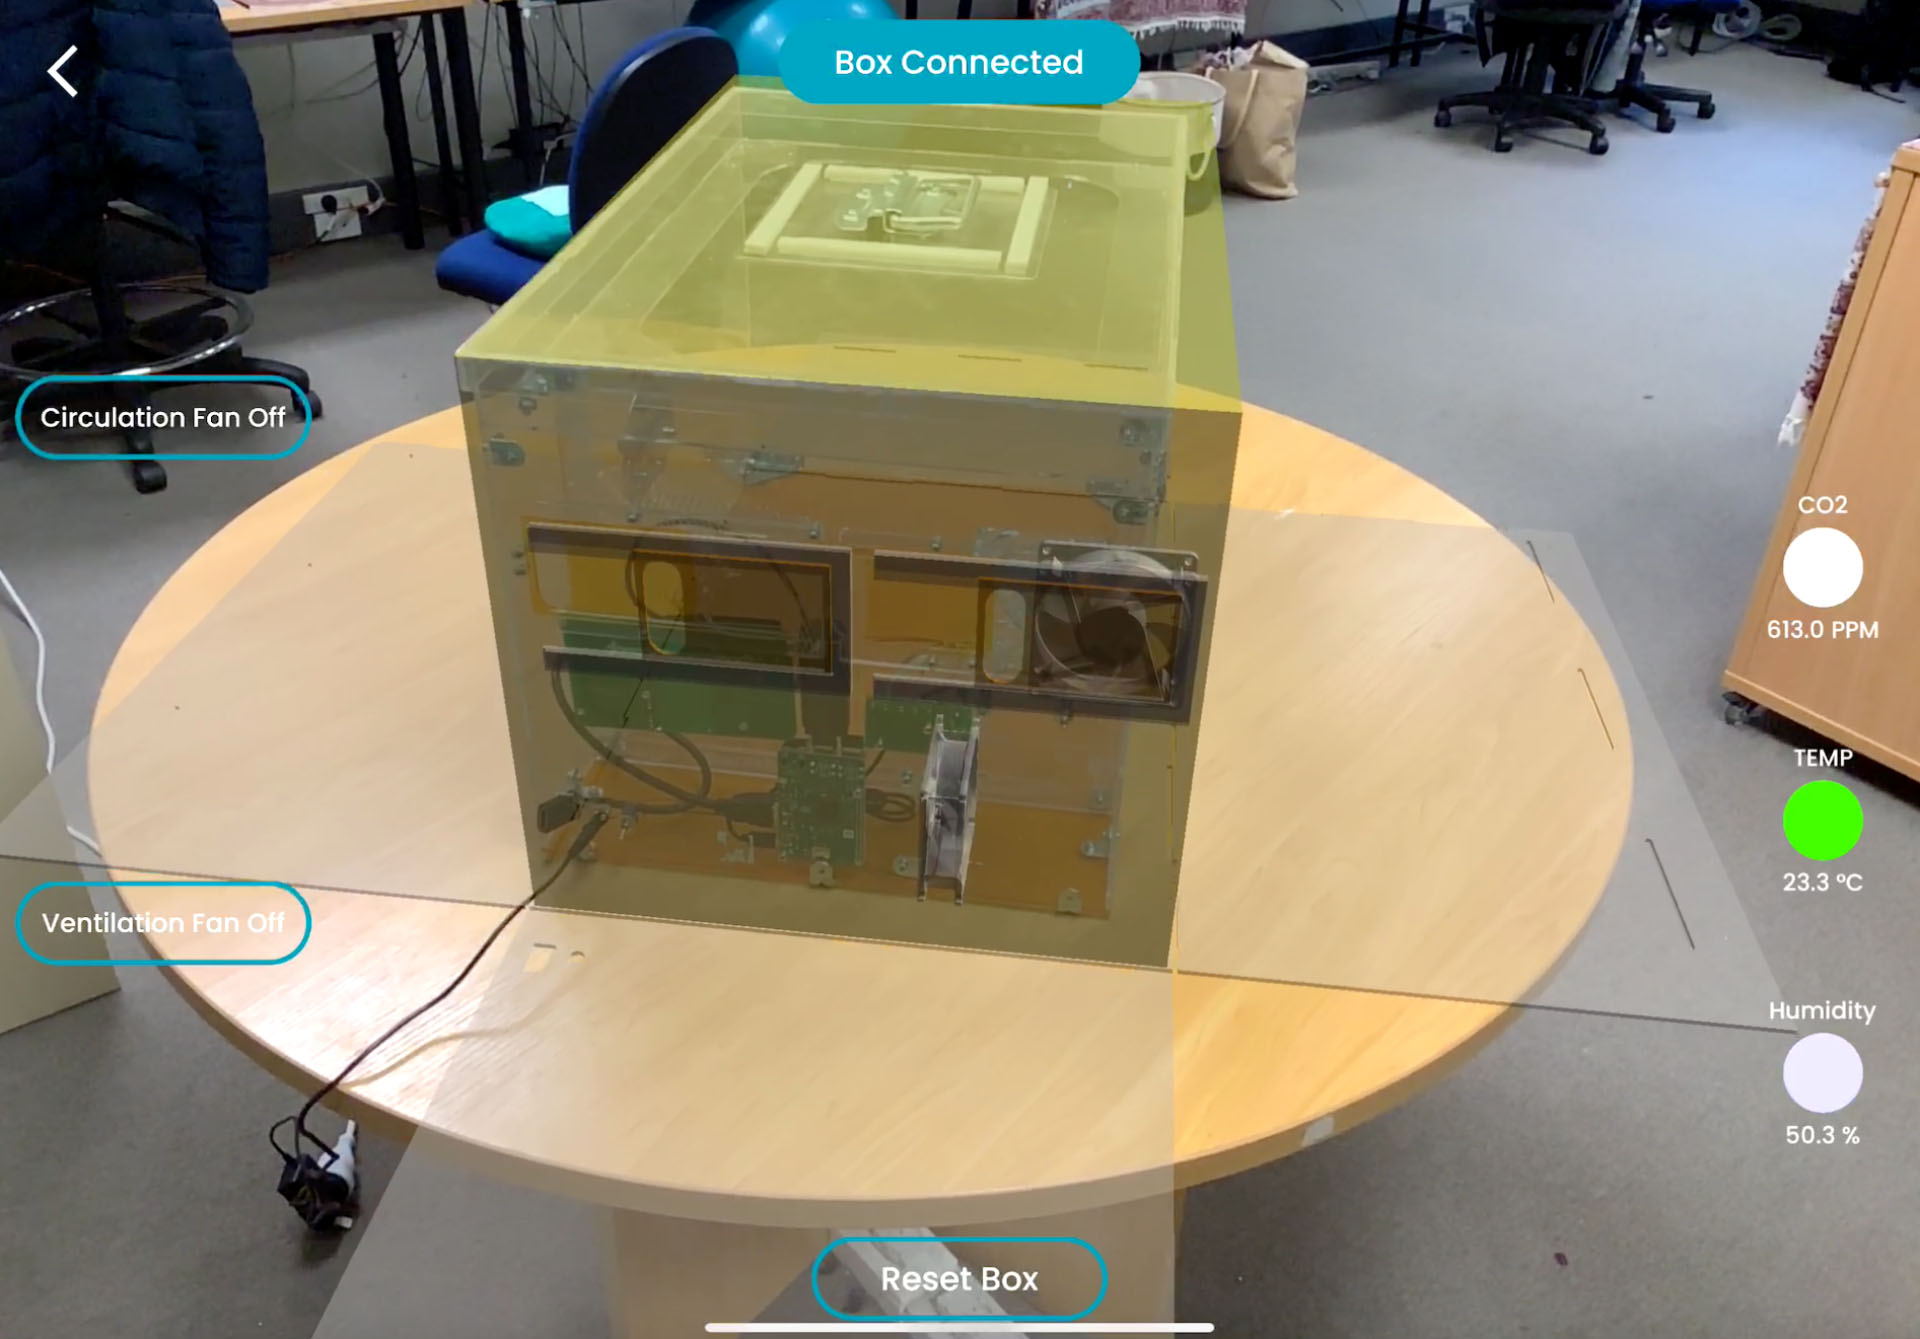 Box Connected
Circulation Fan Off
CO2
613.0 PPM
TEMP
23.3 ºC
Ventilation Fan Off
Humidity
50.3 %
Reset Box